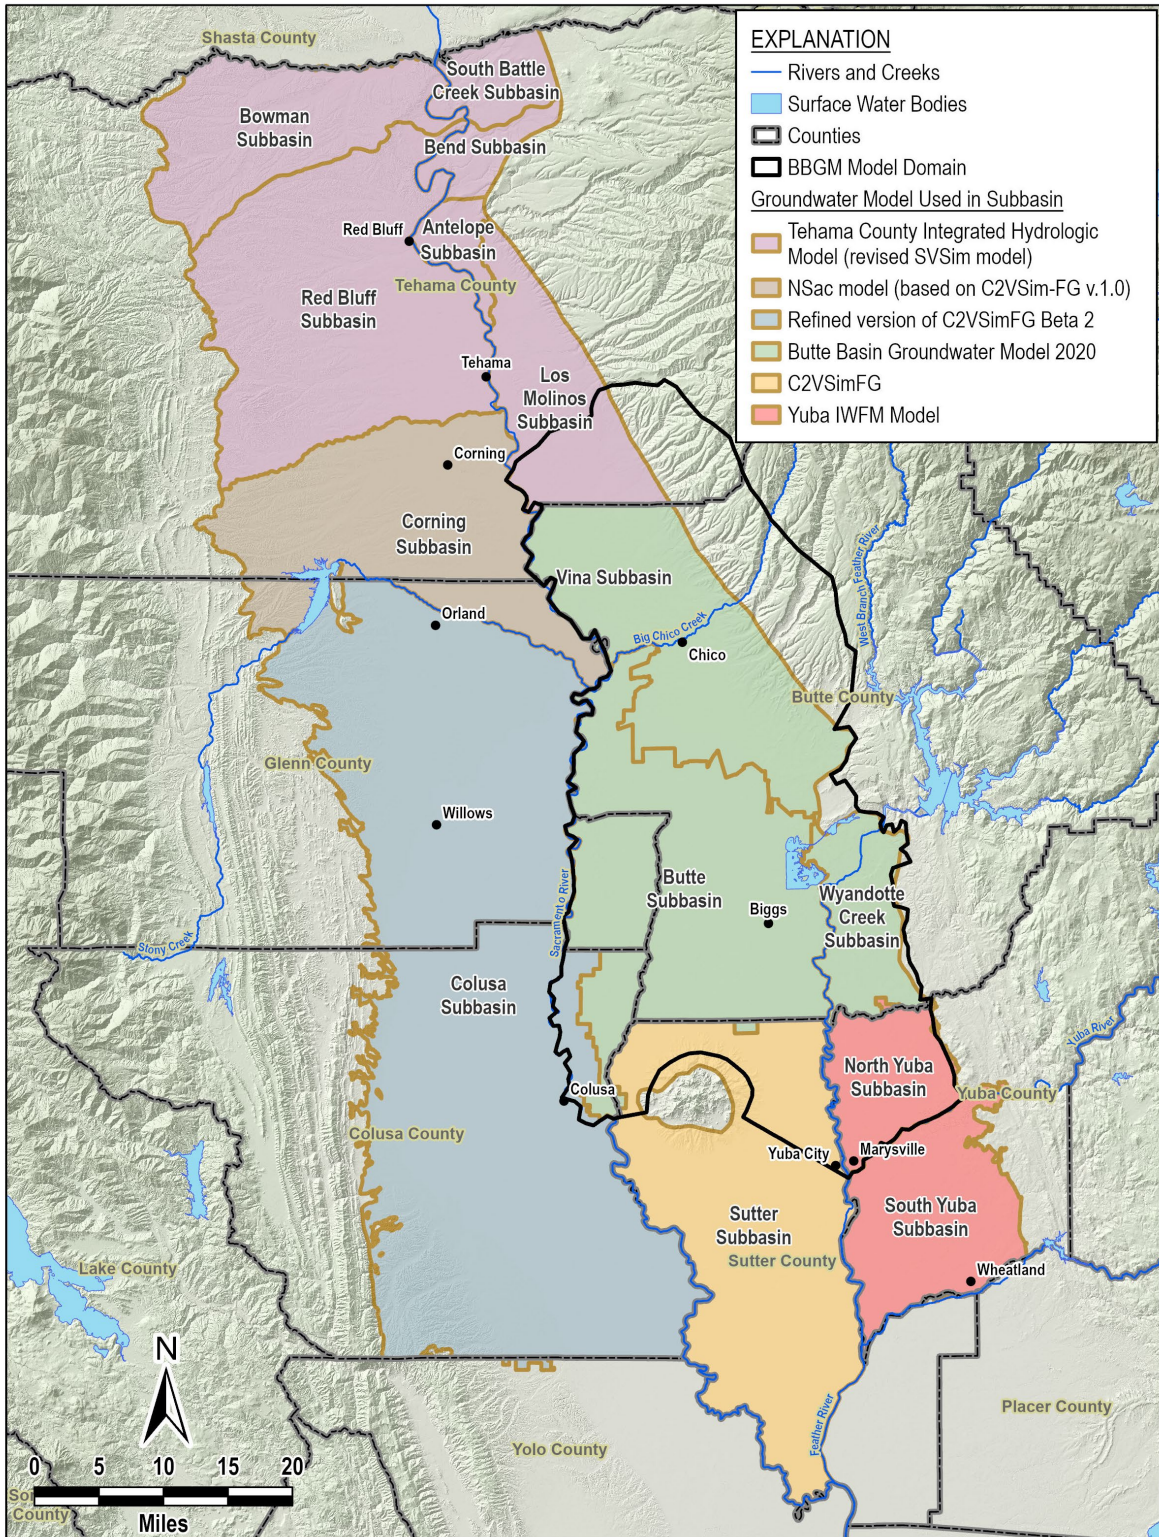 Shasta County
EXPLANATION
Rivers and Creeks
Surface Water Bodies
Counties
BBGM Model Domain
Groundwater Model Used in Subbasin
Tehama County Integrated Hydrologic
Model (revised SVSim model)
NSac model (based on C2VSim-FG v.1.0)
Refined version of C2VSimFG Beta 2
Butte Basin Groundwater Model 2020
C2VSimFG
Yuba IWFM Model
South Battle
Creek Subbasin
Bowman
Subbasin
Bend Subbasin
Red Bluff
Antelope
Subbasin
Tehama County
Red Bluff
Subbasin
Tehama
Los
Molinos
Subbasin
Corning
Corning
Subbasin
West Branch Feather River
Vina Subbasin
Orland
Big Chico Creek
Chico
Butte County
Glenn County
Willows
Butte
Subbasin
Biggs
Wyandotte
Creek
Subbasin
Sacramento River
Stony Creek
Colusa
Subbasin
Yuba River
North Yuba
Subbasin
Colusa
Yuba County
Colusa County
Yuba City
Marysville
South Yuba
Subbasin
Sutter
Subbasin
Sutter County
Lake County
Wheatland
N
Placer County
Feather River
Yolo County
0 5 10 15 20
Miles
County